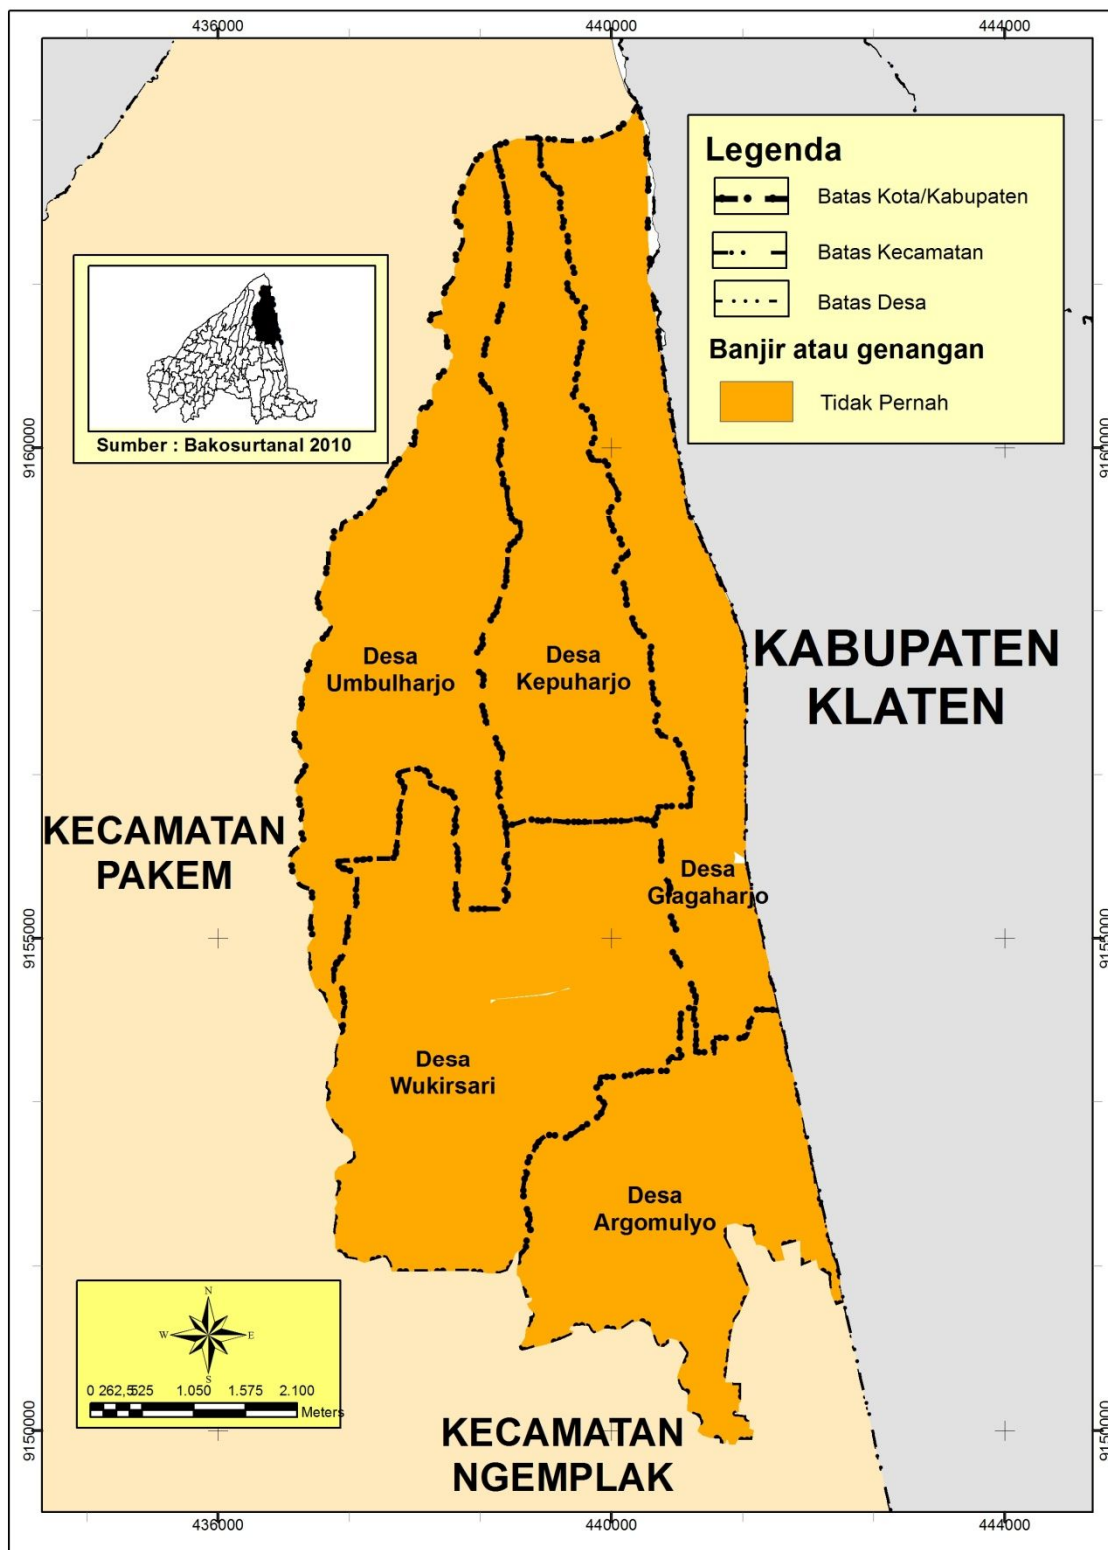 436000
440000
444000
Legenda
Batas Kota/Kabupaten
Batas Kecamatan
Batas Desa
Banjir atau genangan
Tidak Pernah
Sumber : Bakosurtanal 2010
9160000
9160000
KABUPATEN
KLATEN
Desa
Umbulharjo
Desa
Kepuharjo
KECAMATAN
PAKEM
Desa
Glagaharjo
9155000
9155000
Desa
Wukirsari
Desa
Argomulyo
N
W
E
S
0 262,5 525 1.050 1.575 2.100
Meters
KECAMATAN
NGEMPLAK
9150000
9150000
436000
440000
444000